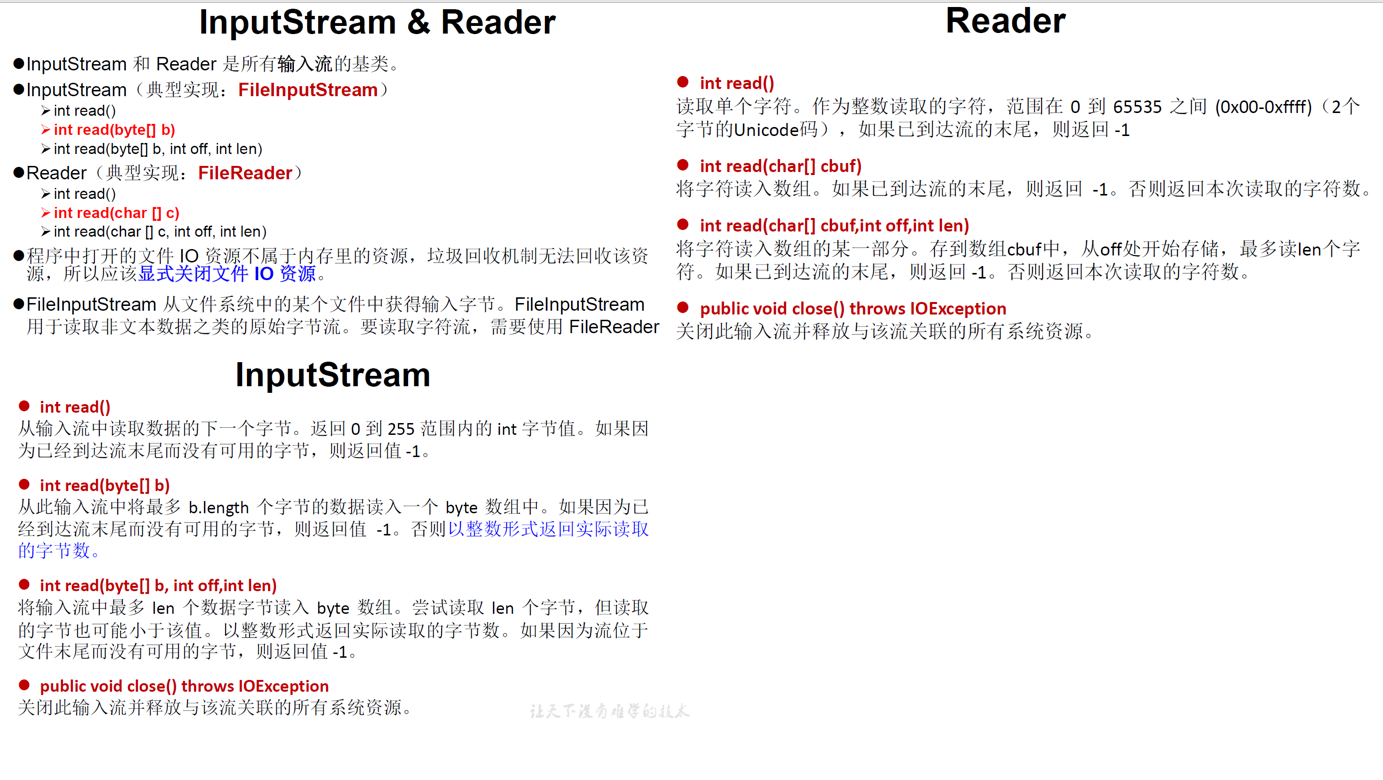 InputStream & Reader
●InputStream 和 Reader 是所有输入流的基类。
●InputStream（典型实现：FileInputStream）
➢int read()
➢int read(byte[] b)
➢int read(byte[] b, int off, int len)
●Reader（典型实现：FileReader）
➢int read()
➢int read(char [] c)
➢int read(char [] c, int off, int len)
●程序中打开的文件 IO 资源不属于内存里的资源，垃圾回收机制无法回收该资
源，所以应该显式关闭文件 IO 资源。
●FileInputStream 从文件系统中的某个文件中获得输入字节。FileInputStream
用于读取非文本数据之类的原始字节流。要读取字符流，需要使用 FileReader
InputStream
● int read()
从输入流中读取数据的下一个字节。返回 0 到 255 范围内的 int 字节值。如果因
为已经到达流末尾而没有可用的字节，则返回值 -1。
● int read(byte[] b)
从此输入流中将最多 b.length 个字节的数据读入一个 byte 数组中。如果因为已
经到达流末尾而没有可用的字节，则返回值 -1。否则以整数形式返回实际读取
的字节数。
● int read(byte[] b, int off,int len)
将输入流中最多 len 个数据字节读入 byte 数组。尝试读取 len 个字节，但读取
的字节也可能小于该值。以整数形式返回实际读取的字节数。如果因为流位于
文件末尾而没有可用的字节，则返回值 -1。
● public void close() throws IOException
关闭此输入流并释放与该流关联的所有系统资源。
让天下没有难学的技术
Reader
● int read()
读取单个字符。作为整数读取的字符，范围在 0 到 65535 之间 (0x00-0xffff)（2个
字节的Unicode码），如果已到达流的末尾，则返回 -1
● int read(char[] cbuf)
将字符读入数组。如果已到达流的末尾，则返回 -1。否则返回本次读取的字符数。
● int read(char[] cbuf,int off,int len)
将字符读入数组的某一部分。存到数组cbuf中，从off处开始存储，最多读len个字
符。如果已到达流的末尾，则返回 -1。否则返回本次读取的字符数。
● public void close() throws IOException
关闭此输入流并释放与该流关联的所有系统资源。